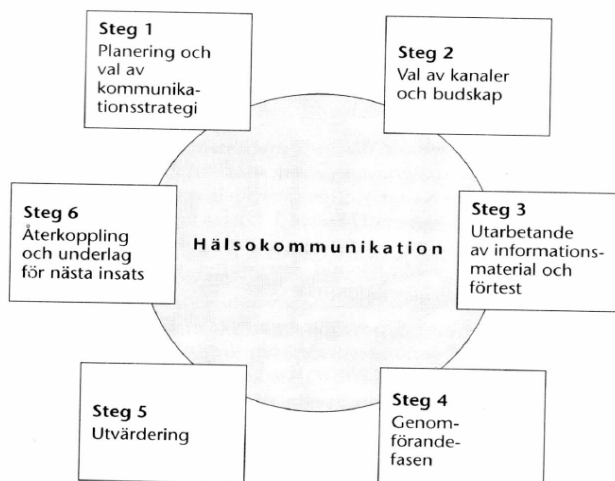 Steg 1
Planering och
val av
kommunika-
tionsstrategi
Steg 2
Val av kanaler
och budskap
Steg 3
Utarbetande
av informations-
material och
förtest
Steg 4
Genom-
förande-
fasen
Steg 5
Utvärdering
Steg 6
Återkoppling
och underlag
för nästa insats
Hälsokommunikation